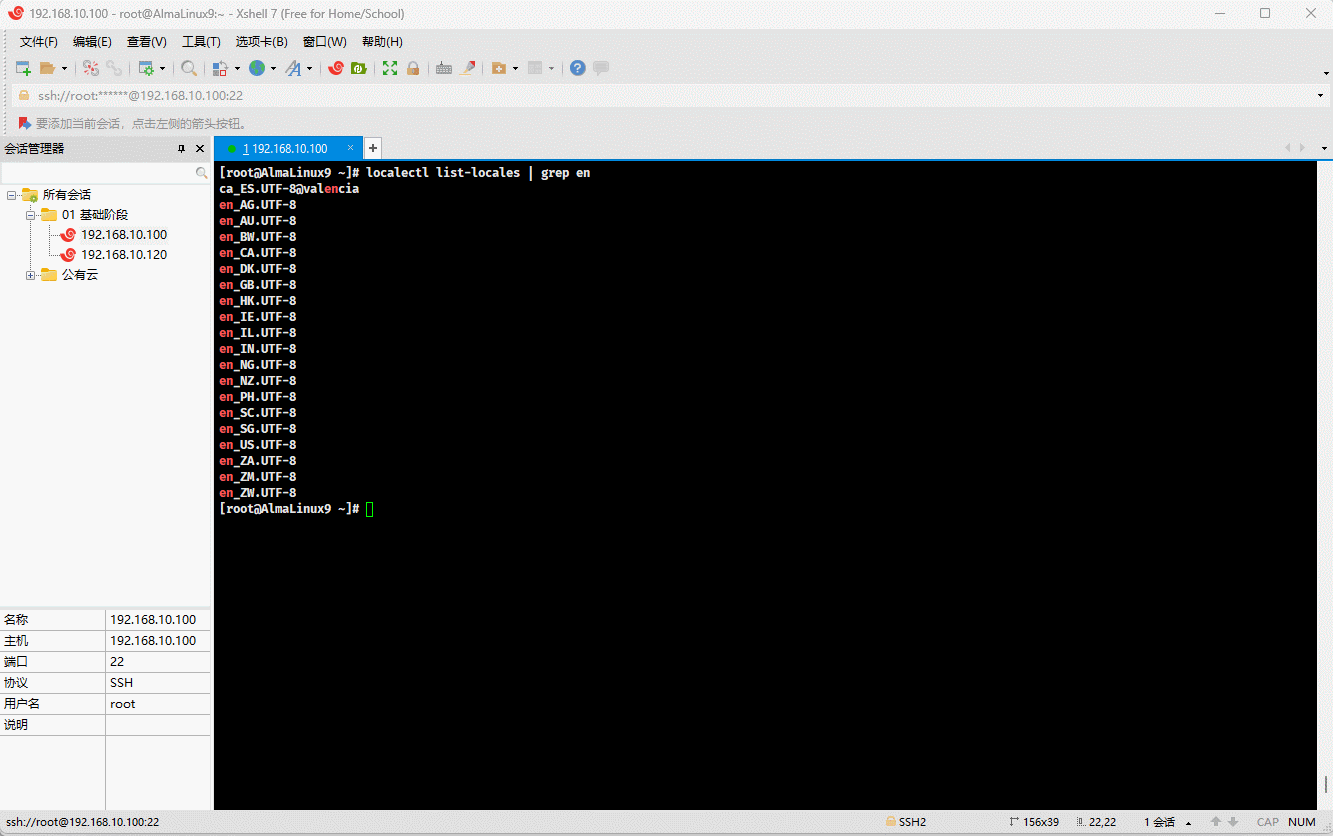 192.168.10.100 - root@AlmaLinux9:~ - Xshell 7 (Free for Home/School)
文件(F) 编辑(E) 查看(V) 工具(T) 选项卡(B) 窗口(W) 帮助(H)
ssh://root:******@192.168.10.100:22
要添加当前会话，点击左侧的箭头按钮。
会话管理器
所有会话
01 基础阶段
192.168.10.100
192.168.10.120
公有云
名称 192.168.10.100
主机 192.168.10.100
端口 22
协议 SSH
用户名 root
说明
1 192.168.10.100
[root@AlmaLinux9 ~]# localectl list-locales | grep en
ca_ES.UTF-8@valencia
en_AG.UTF-8
en_AU.UTF-8
en_BW.UTF-8
en_CA.UTF-8
en_DK.UTF-8
en_GB.UTF-8
en_HK.UTF-8
en_IE.UTF-8
en_IL.UTF-8
en_IN.UTF-8
en_NG.UTF-8
en_NZ.UTF-8
en_PH.UTF-8
en_SC.UTF-8
en_SG.UTF-8
en_US.UTF-8
en_ZA.UTF-8
en_ZM.UTF-8
en_ZW.UTF-8
[root@AlmaLinux9 ~]#
ssh://root@192.168.10.100:22 SSH2 156x39 22,22 1 会话 CAP NUM